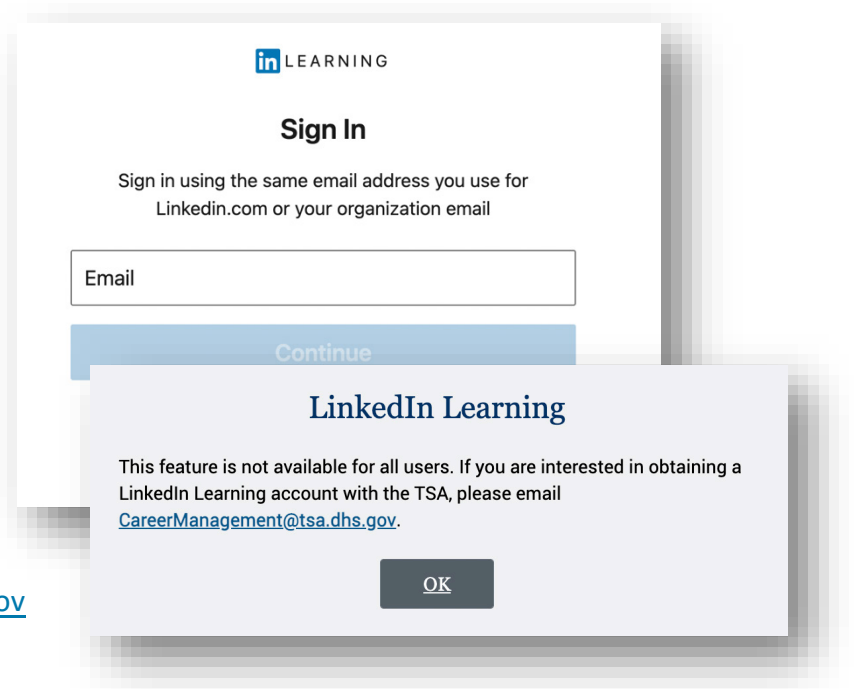 in LEARNING
Sign In
Sign in using the same email address you use for
Linkedin.com or your organization email
Email
Continue
LinkedIn Learning
This feature is not available for all users. If you are interested in obtaining a
LinkedIn Learning account with the TSA, please email
CareerManagement@tsa.dhs.gov.
OK
ov